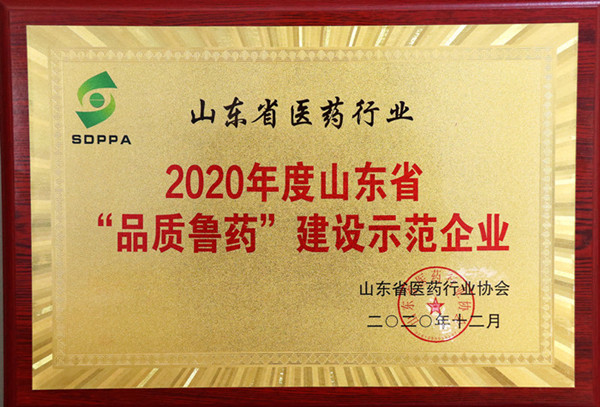 SDPPA
山东省医药行业
2020年度山东省
“品质鲁药”建设示范企业
山东省医药行业协会
二〇二〇年十二月